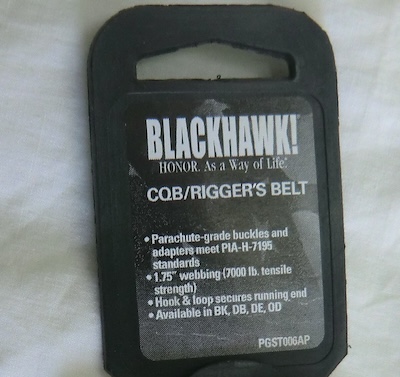 BLACKHAWK!
HONOR. As a Way of Life®
CQB/RIGGER'S BELT
• Parachute-grade buckles and
adapters meet PIA-H-7195
standards
• 1.75" webbing (7000 lb. tensile
strength)
• Hook & loop secures running end
• Available in BK, DB, DE, OD
PGST006AP